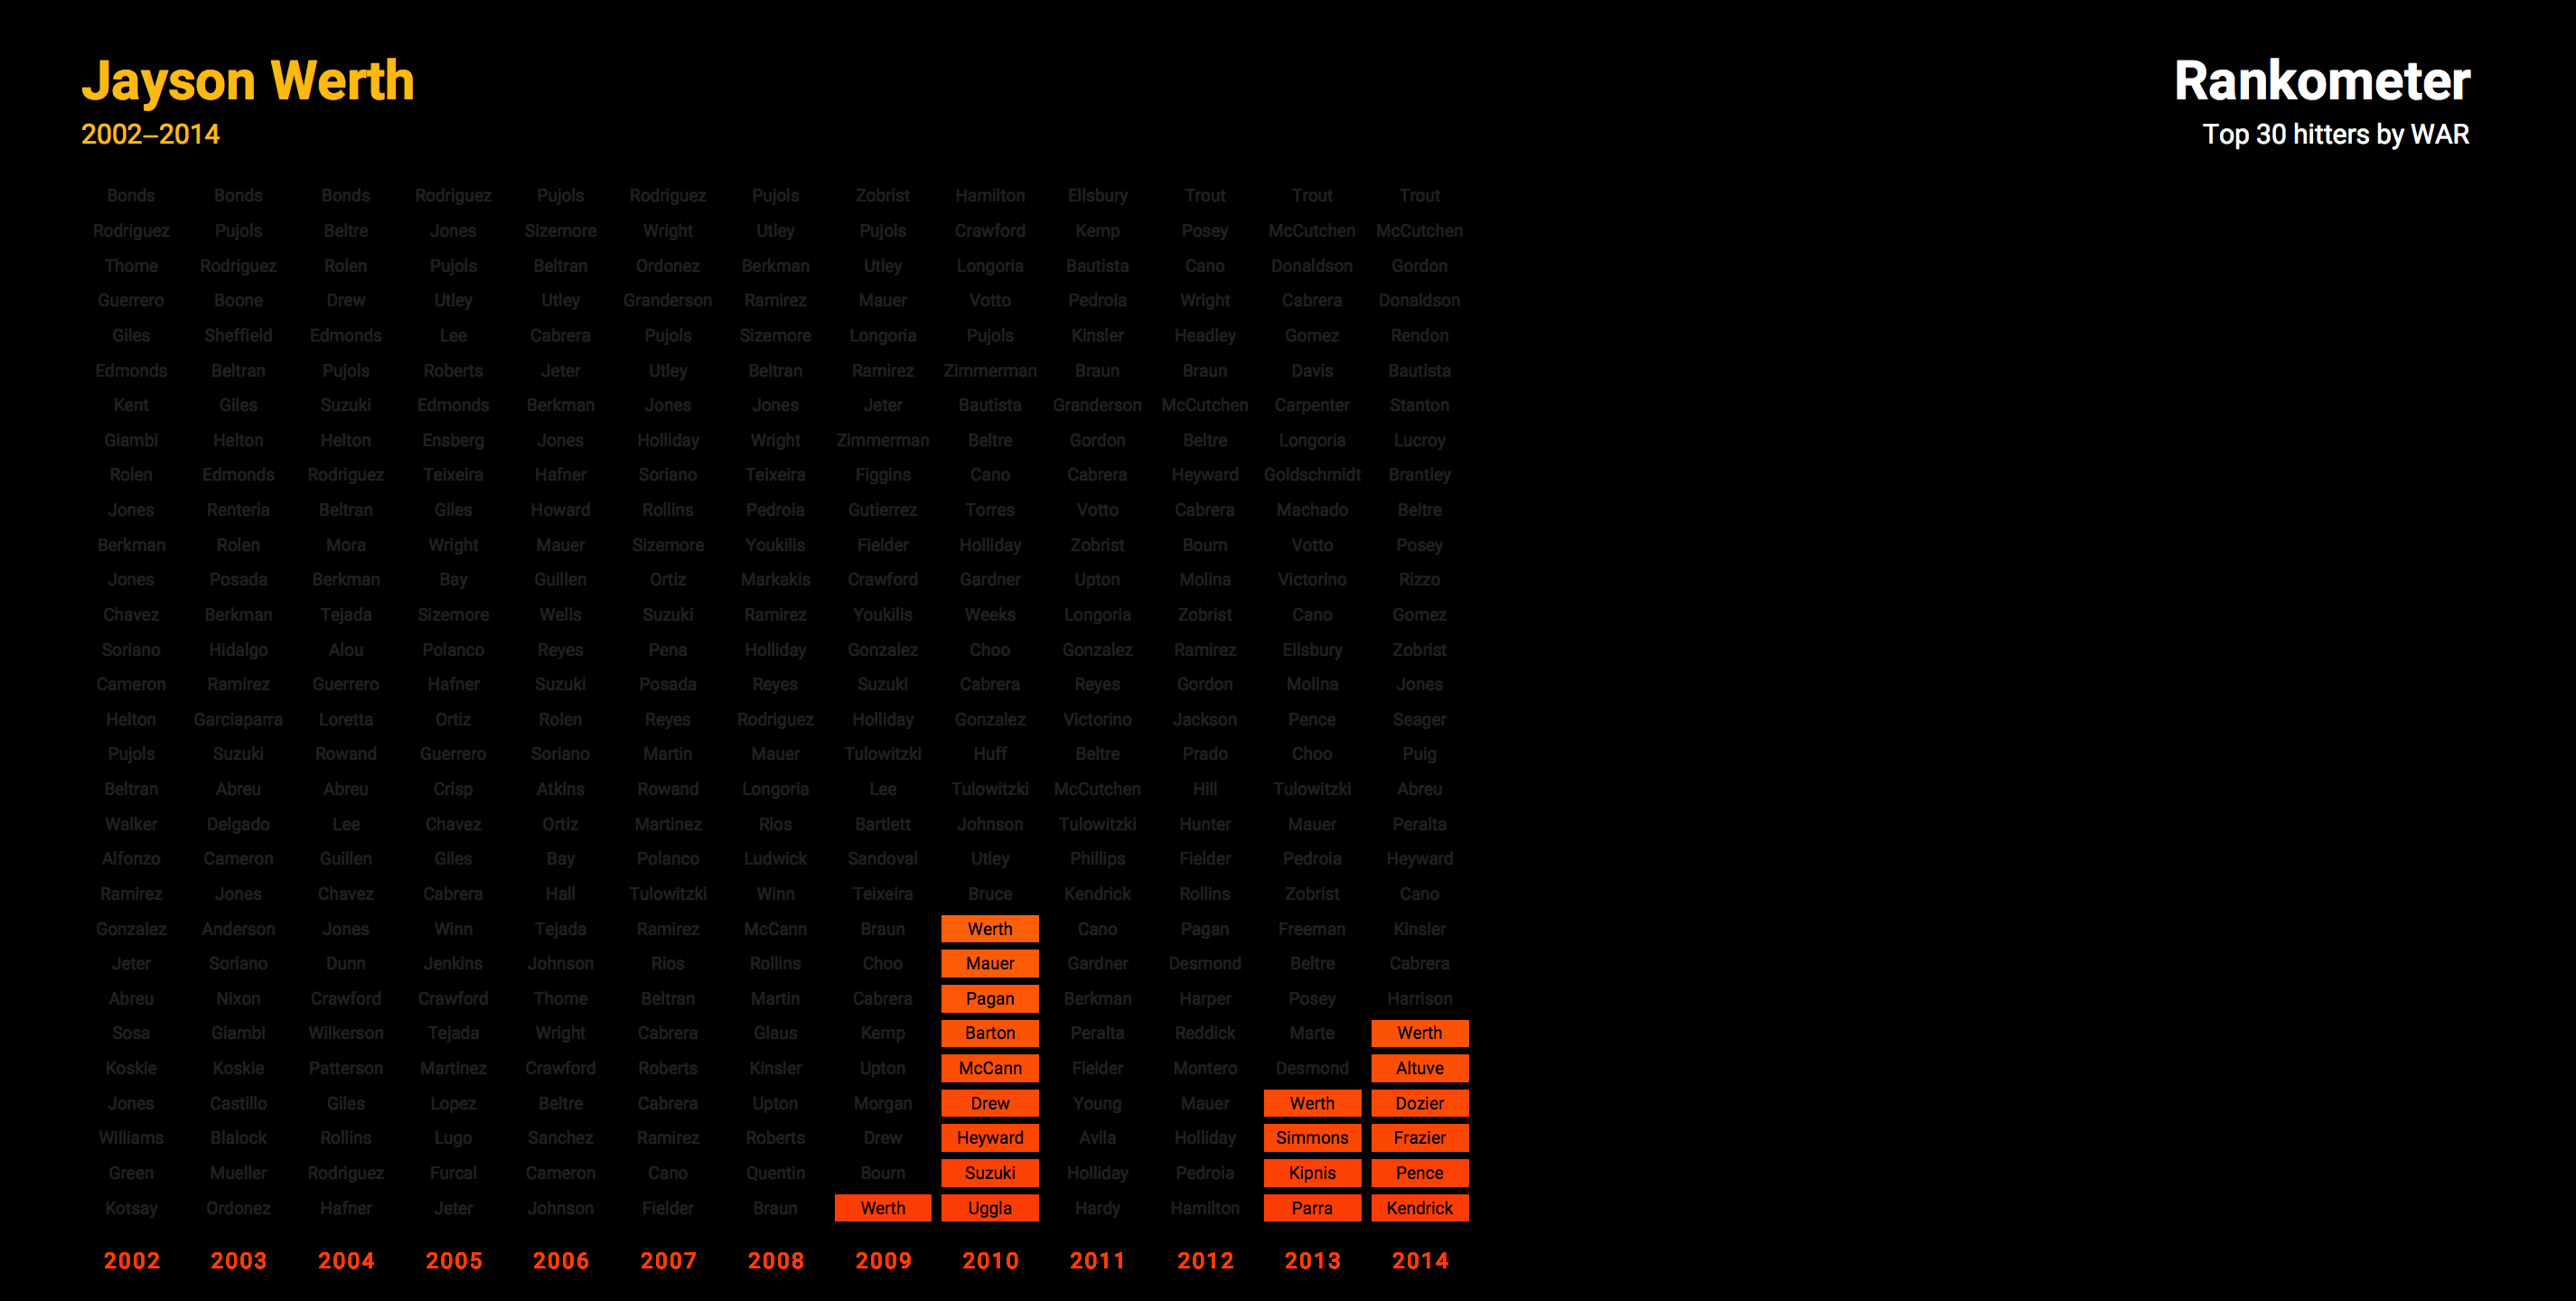 Jayson Werth
2002–2014
Rankometer
Top 30 hitters by WAR
Bonds Bonds Bonds Rodriguez Pujols Rodriguez Pujols Zobrist Hamilton Ellsbury Trout Trout Trout
Rodriguez Pujols Beltre Jones Sizemore Wright Utley Pujols Crawford Kemp Posey McCutchen McCutchen
Thome Rodriguez Rolen Pujols Beltran Ordonez Berkman Utley Longoria Bautista Cano Donaldson Gordon
Guerrero Boone Drew Utley Utley Granderson Ramirez Mauer Votto Pedroia Wright Cabrera Donaldson
Giles Sheffield Edmonds Lee Cabrera Pujols Sizemore Longoria Pujols Kinsler Headley Gomez Rendon
Edmonds Beltran Pujols Roberts Jeter Utley Beltran Ramirez Zimmerman Braun Braun Davis Bautista
Kent Giles Suzuki Edmonds Berkman Jones Jones Jeter Bautista Granderson McCutchen Carpenter Stanton
Giambi Helton Helton Ensberg Jones Holliday Wright Zimmerman Beltre Gordon Beltre Longoria Lucroy
Rolen Edmonds Rodriguez Teixeira Hafner Soriano Teixeira Figgins Cano Cabrera Heyward Goldschmidt Brantley
Jones Renteria Beltran Giles Howard Rollins Pedroia Gutierrez Torres Votto Cabrera Machado Beltre
Berkman Rolen Mora Wright Mauer Sizemore Youkilis Fielder Holliday Zobrist Bourn Votto Posey
Jones Posada Berkman Bay Guillen Ortiz Markakis Crawford Gardner Upton Molina Victorino Rizzo
Chavez Berkman Tejada Sizemore Wells Suzuki Ramirez Youkilis Weeks Longoria Zobrist Cano Gomez
Soriano Hidalgo Alou Polanco Reyes Pena Holliday Gonzalez Choo Gonzalez Ramirez Ellsbury Zobrist
Cameron Ramirez Guerrero Hafner Suzuki Posada Reyes Suzuki Cabrera Reyes Gordon Molina Jones
Helton Garciaparra Loretta Ortiz Rolen Reyes Rodriguez Holliday Gonzalez Victorino Jackson Pence Seager
Pujols Suzuki Rowand Guerrero Soriano Martin Mauer Tulowitzki Huff Beltre Prado Choo Puig
Beltran Abreu Abreu Crisp Atkins Rowand Longoria Lee Tulowitzki McCutchen Hill Tulowitzki Abreu
Walker Delgado Lee Chavez Ortiz Martinez Rios Bartlett Johnson Tulowitzki Hunter Mauer Peralta
Alfonzo Cameron Guillen Giles Bay Polanco Ludwick Sandoval Utley Phillips Fielder Pedroia Heyward
Ramirez Jones Chavez Cabrera Hall Tulowitzki Winn Teixeira Bruce Kendrick Rollins Zobrist Cano
Gonzalez Anderson Jones Winn Tejada Ramirez McCann Braun Werth Cano Pagan Freeman Kinsler
Jeter Soriano Dunn Jenkins Johnson Rios Rollins Choo Mauer Gardner Desmond Beltre Cabrera
Abreu Nixon Crawford Crawford Thome Beltran Martin Cabrera Pagan Berkman Harper Posey Harrison
Sosa Giambi Wilkerson Tejada Wright Cabrera Glaus Kemp Barton Peralta Reddick Marte Werth
Koskie Koskie Patterson Martinez Crawford Roberts Kinsler Upton McCann Fielder Montero Desmond Altuve
Jones Castillo Giles Lopez Beltre Cabrera Upton Morgan Drew Young Mauer Werth Dozier
Williams Blalock Rollins Lugo Sanchez Ramirez Roberts Drew Heyward Avila Holliday Simmons Frazier
Green Mueller Rodriguez Furcal Cameron Cano Quentin Bourn Suzuki Holliday Pedroia Kipnis Pence
Kotsay Ordonez Hafner Jeter Johnson Fielder Braun Werth Uggla Hardy Hamilton Parra Kendrick
2002 2003 2004 2005 2006 2007 2008 2009 2010 2011 2012 2013 2014